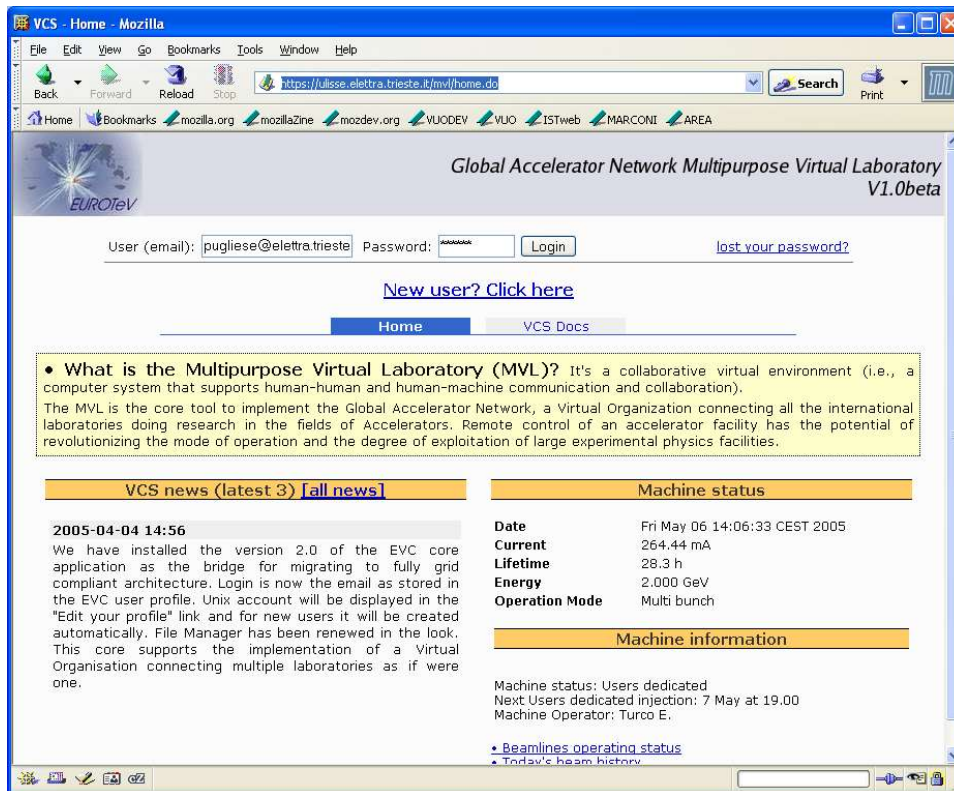 VCS - Home - Mozilla
File Edit View Go Bookmarks Tools Window Help
Back Forward Reload Stop https://ulisse.elettra.trieste.it/mvl/home.do Search Print
Home Bookmarks mozilla.org mozillaZine mozdev.org VUODEV VUO ISTweb MARCONI AREA
EUROTeV
Global Accelerator Network Multipurpose Virtual Laboratory
V1.0beta
User (email): pugliese@elettra.trieste Password: ******* Login lost your password?
New user? Click here
Home VCS Docs
• What is the Multipurpose Virtual Laboratory (MVL)? It's a collaborative virtual environment (i.e., a
computer system that supports human-human and human-machine communication and collaboration).
The MVL is the core tool to implement the Global Accelerator Network, a Virtual Organization connecting all the international
laboratories doing research in the fields of Accelerators. Remote control of an accelerator facility has the potential of
revolutionizing the mode of operation and the degree of exploitation of large experimental physics facilities.
VCS news (latest 3) [all news]
2005-04-04 14:56
We have installed the version 2.0 of the EVC core
application as the bridge for migrating to fully grid
compliant architecture. Login is now the email as stored in
the EVC user profile. Unix account will be displayed in the
"Edit your profile" link and for new users it will be created
automatically. File Manager has been renewed in the look.
This core supports the implementation of a Virtual
Organisation connecting multiple laboratories as if were
one.
Machine status
Date Fri May 06 14:06:33 CEST 2005
Current 264.44 mA
Lifetime 28.3 h
Energy 2.000 GeV
Operation Mode Multi bunch
Machine information
Machine status: Users dedicated
Next Users dedicated injection: 7 May at 19.00
Machine Operator: Turco E.
• Beamlines operating status
• Today's beam history